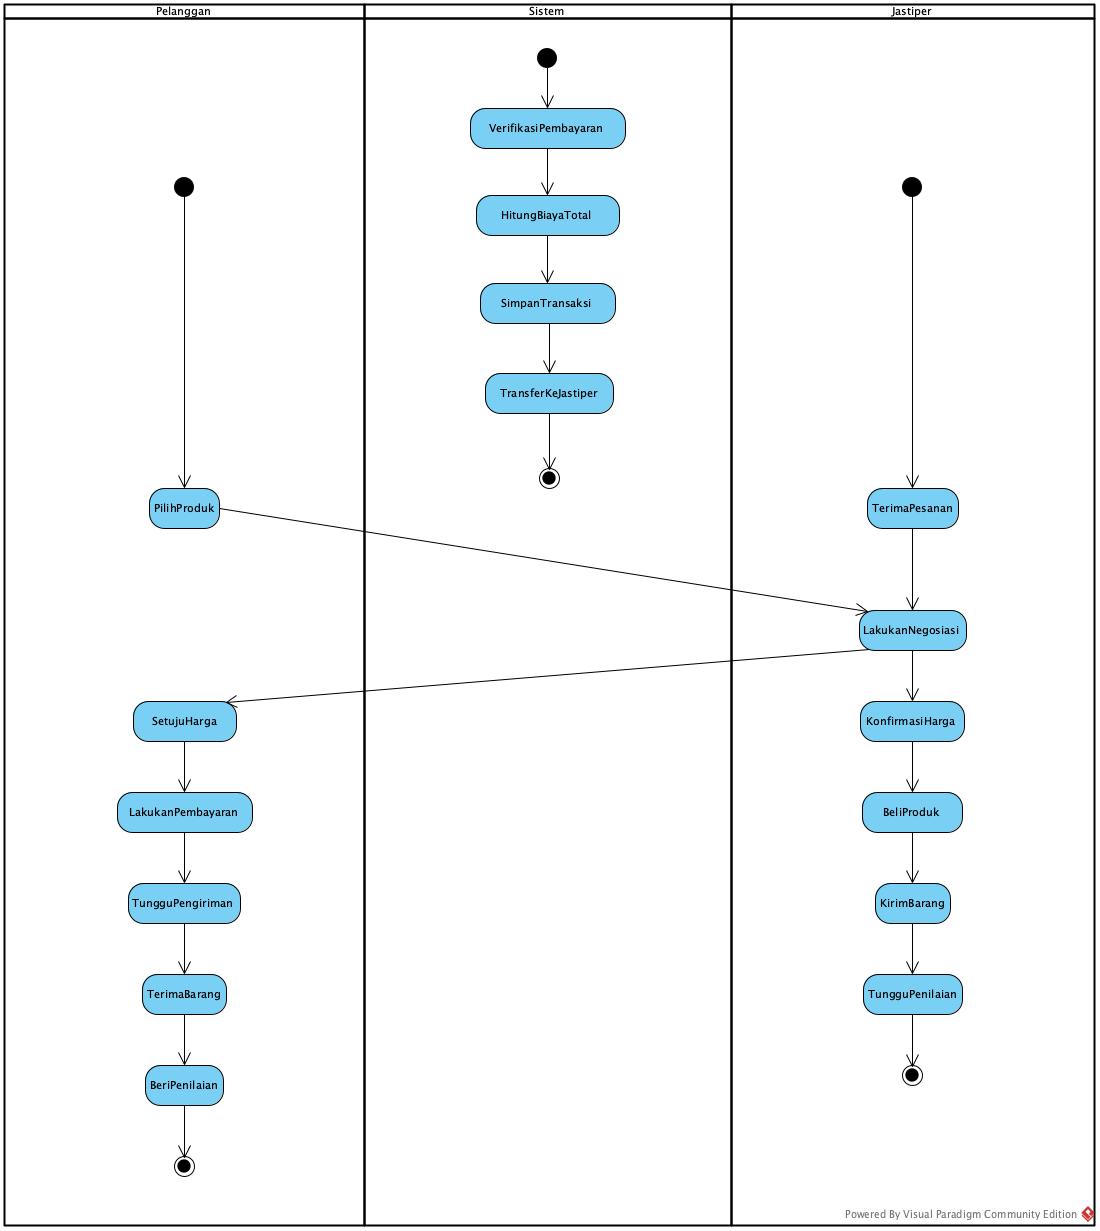 Pelanggan
Sistem
Jastiper
VerifikasiPembayaran
HitungBiayaTotal
SimpanTransaksi
TransferKeJastiper
PilihProduk
TerimaPesanan
LakukanNegosiasi
SetujuHarga
KonfirmasiHarga
LakukanPembayaran
BeliProduk
TungguPengiriman
KirimBarang
TerimaBarang
TungguPenilaian
BeriPenilaian
Powered By Visual Paradigm Community Edition